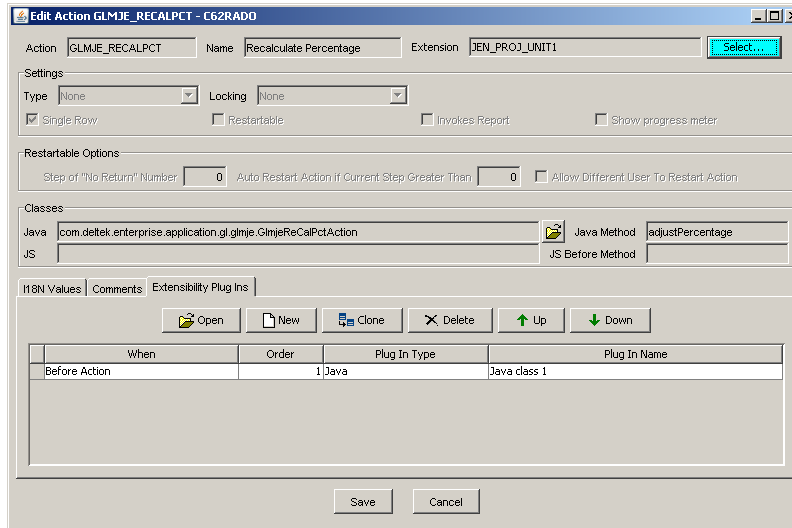 Edit Action GLMJE_RECALPCT - C62RADO
Action GLMJE_RECALPCT Name Recalculate Percentage Extension JEN_PROJ_UNIT1 Select...
Settings
Type None Locking None
Single Row Restartable Invokes Report Show progress meter
Restartable Options
Step of "No Return" Number 0 Auto Restart Action if Current Step Greater Than 0 Allow Different User To Restart Action
Classes
Java com.deltek.enterprise.application.gl.glmje.GlmjeReCalPctAction Java Method adjustPercentage
JS JS Before Method
I18N Values Comments Extensibility Plug Ins
Open New Clone Delete Up Down
When Order Plug In Type Plug In Name
Before Action 1 Java Java class 1
Save Cancel